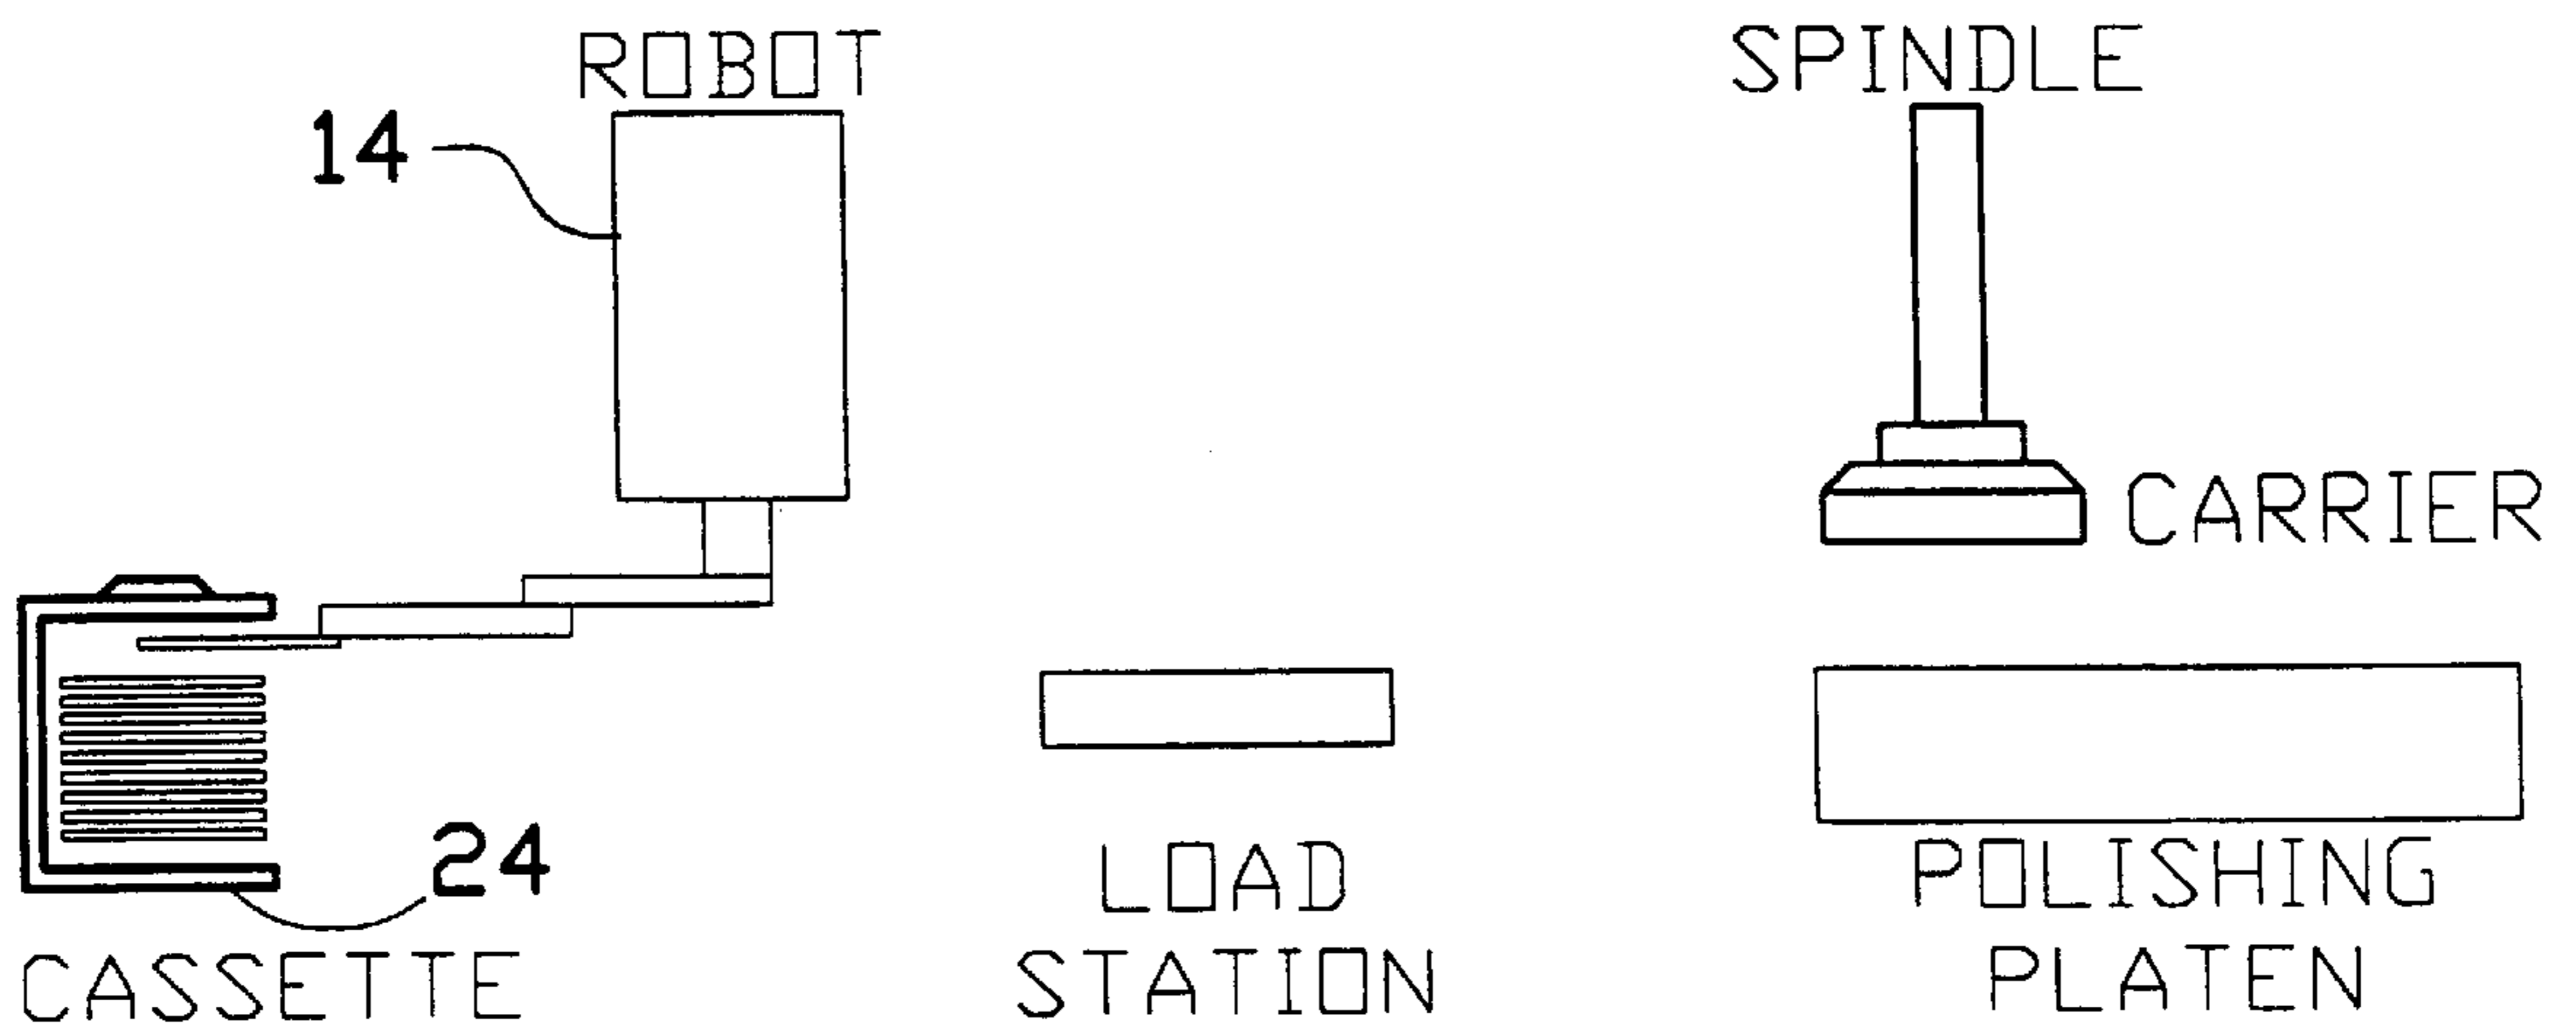 ROBOT
SPINDLE
14
CARRIER
24
LOAD
STATION
POLISHING
PLATEN
CASSETTE